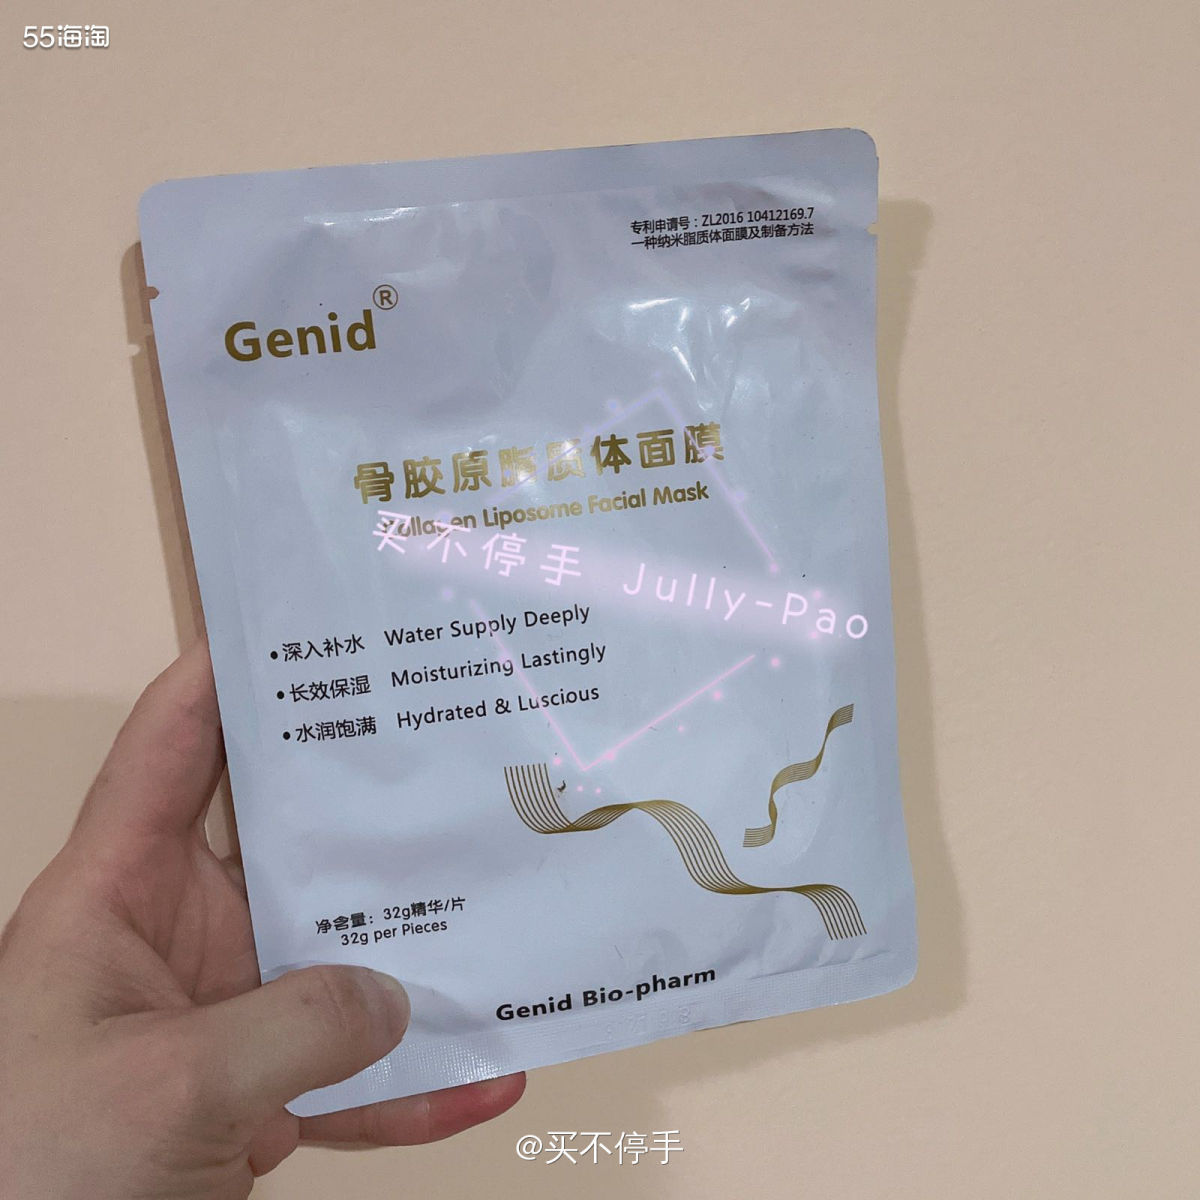 55海淘
专利申请号：ZL2016 10412169.7
一种纳米脂质体面膜及制备方法
Genid®
骨胶原脂质体面膜
Collagen Liposome Facial Mask
买不停手 Jully-Pao
•深入补水 Water Supply Deeply
•长效保湿 Moisturizing Lastingly
•水润饱满 Hydrated & Luscious
净含量：32g精华/片
32g per Pieces
Genid Bio-pharm
@买不停手